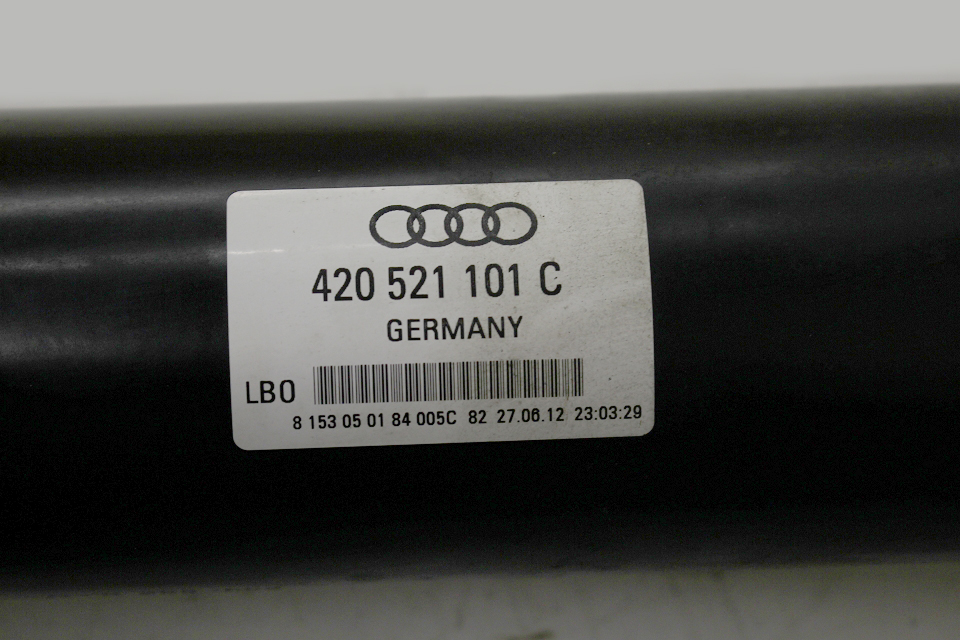 420 521 101 C
GERMANY
LBO
8 153 05 01 84 005C 82 27.06.12 23:03:29